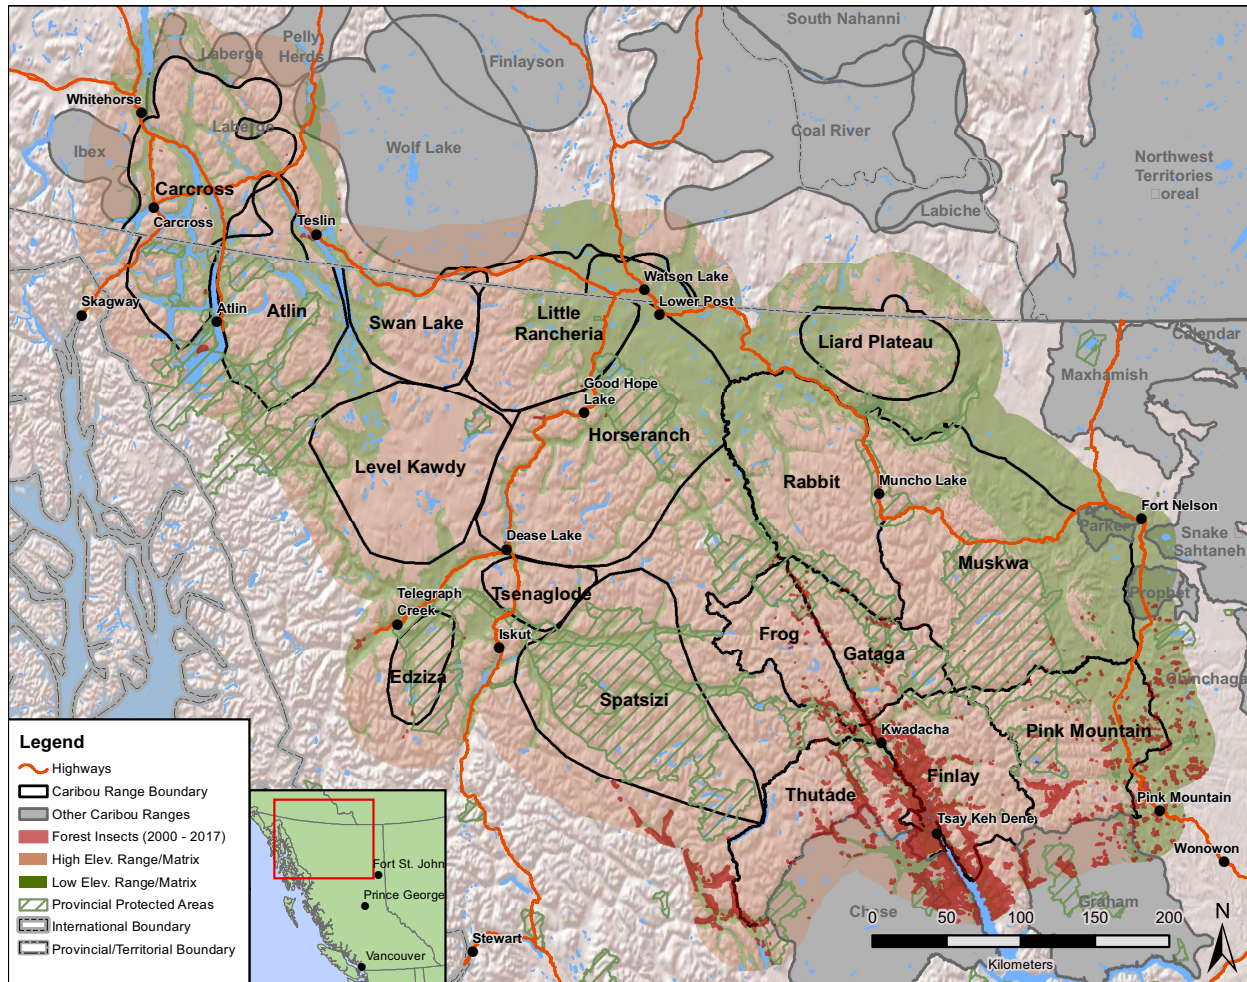 South Nahanni
Pelly
Herds
Laberge
Finlayson
Whitehorse
Laberge
Coal River
Ibex
Wolf Lake
Northwest
Territories
oreal
Carcross
Carcross
Labiche
Teslin
Watson Lake
Skagway
Atlin
Atlin
Swan Lake
Little
Rancheria
Lower Post
Liard Plateau
Calendar
Maxhamish
Good Hope
Lake
Horseranch
Level Kawdy
Rabbit
Muncho Lake
Fort Nelson
Parker
Snake
Sahtaneh
Dease Lake
Muskwa
Telegraph
Creek
Tsenaglode
Prophet
Iskut
Frog
Gataga
Edziza
Spatsizi
Chinchaga
Kwadacha
Pink Mountain
Finlay
Thutade
Pink Mountain
Tsay Keh Dene
Wonowon
Chase
Graham
Stewart
0 50 100 150 200
Kilometers
N
Legend
Highways
Caribou Range Boundary
Other Caribou Ranges
Forest Insects (2000 - 2017)
High Elev. Range/Matrix
Low Elev. Range/Matrix
Provincial Protected Areas
International Boundary
Provincial/Territorial Boundary
Fort St. John
Prince George
Vancouver